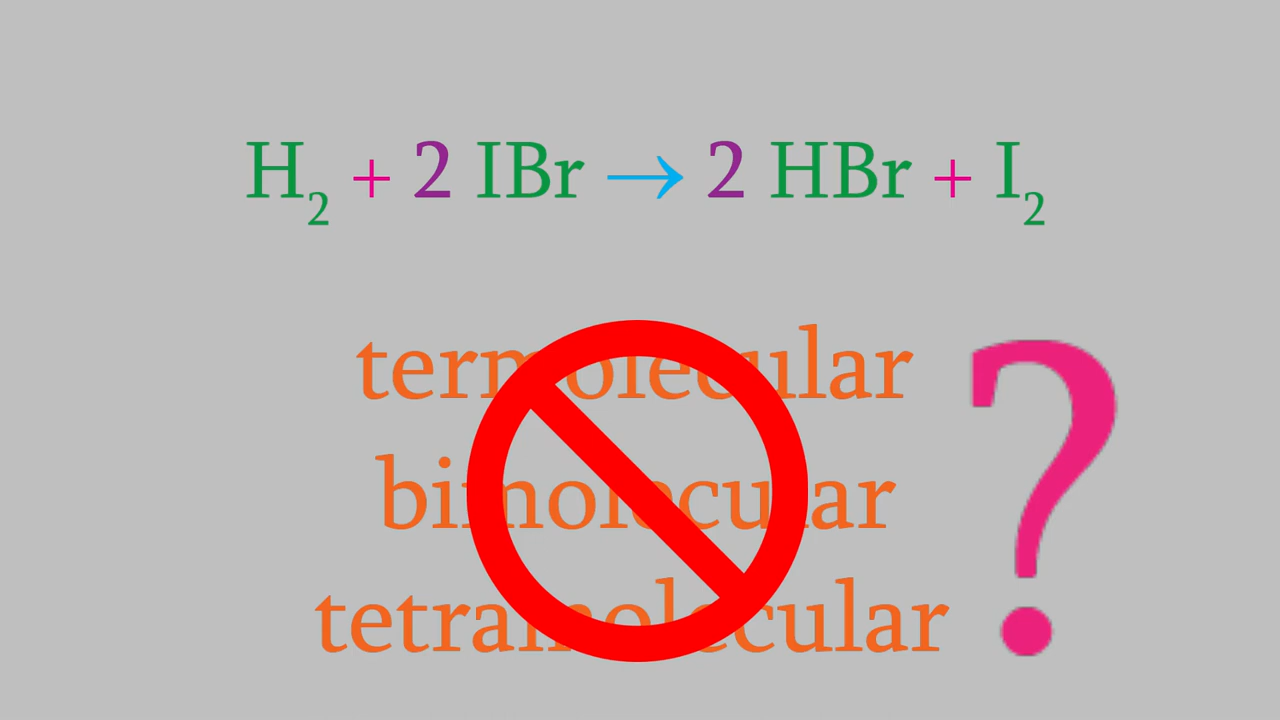 H₂ + 2 IBr → 2 HBr + I₂
termolecular
bimolecular
tetramolecular
?